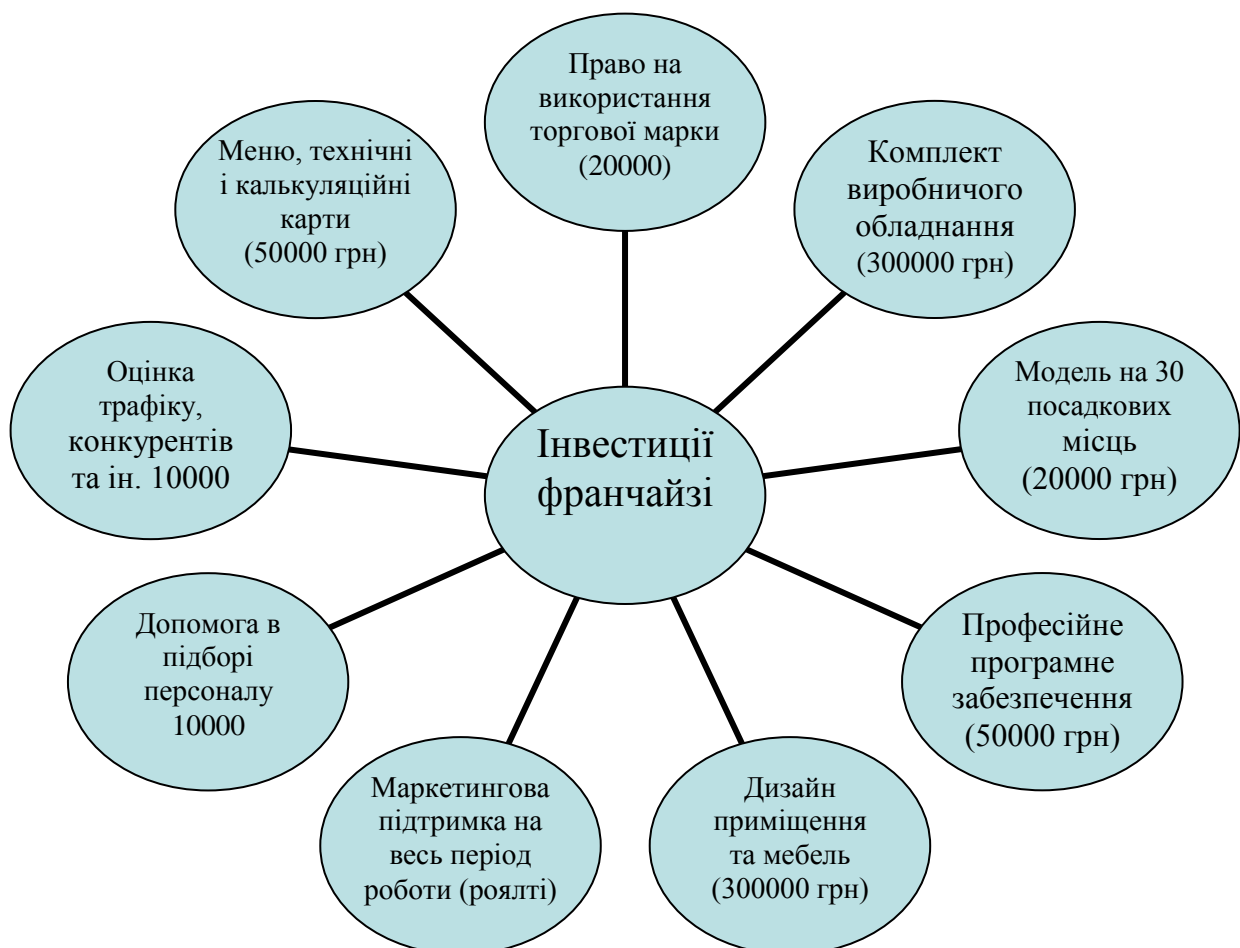 Право на
використання
торгової марки
(20000)
Комплект
виробничого
обладнання
(300000 грн)
Модель на 30
посадкових
місць
(20000 грн)
Професійне
програмне
забезпечення
(50000 грн)
Дизайн
приміщення
та мебель
(300000 грн)
Маркетингова
підтримка на
весь період
роботи (роялті)
Допомога в
підборі
персоналу
10000
Оцінка
трафіку,
конкурентів
та ін. 10000
Меню, технічні
і калькуляційні
карти
(50000 грн)
Інвестиції
франчайзі